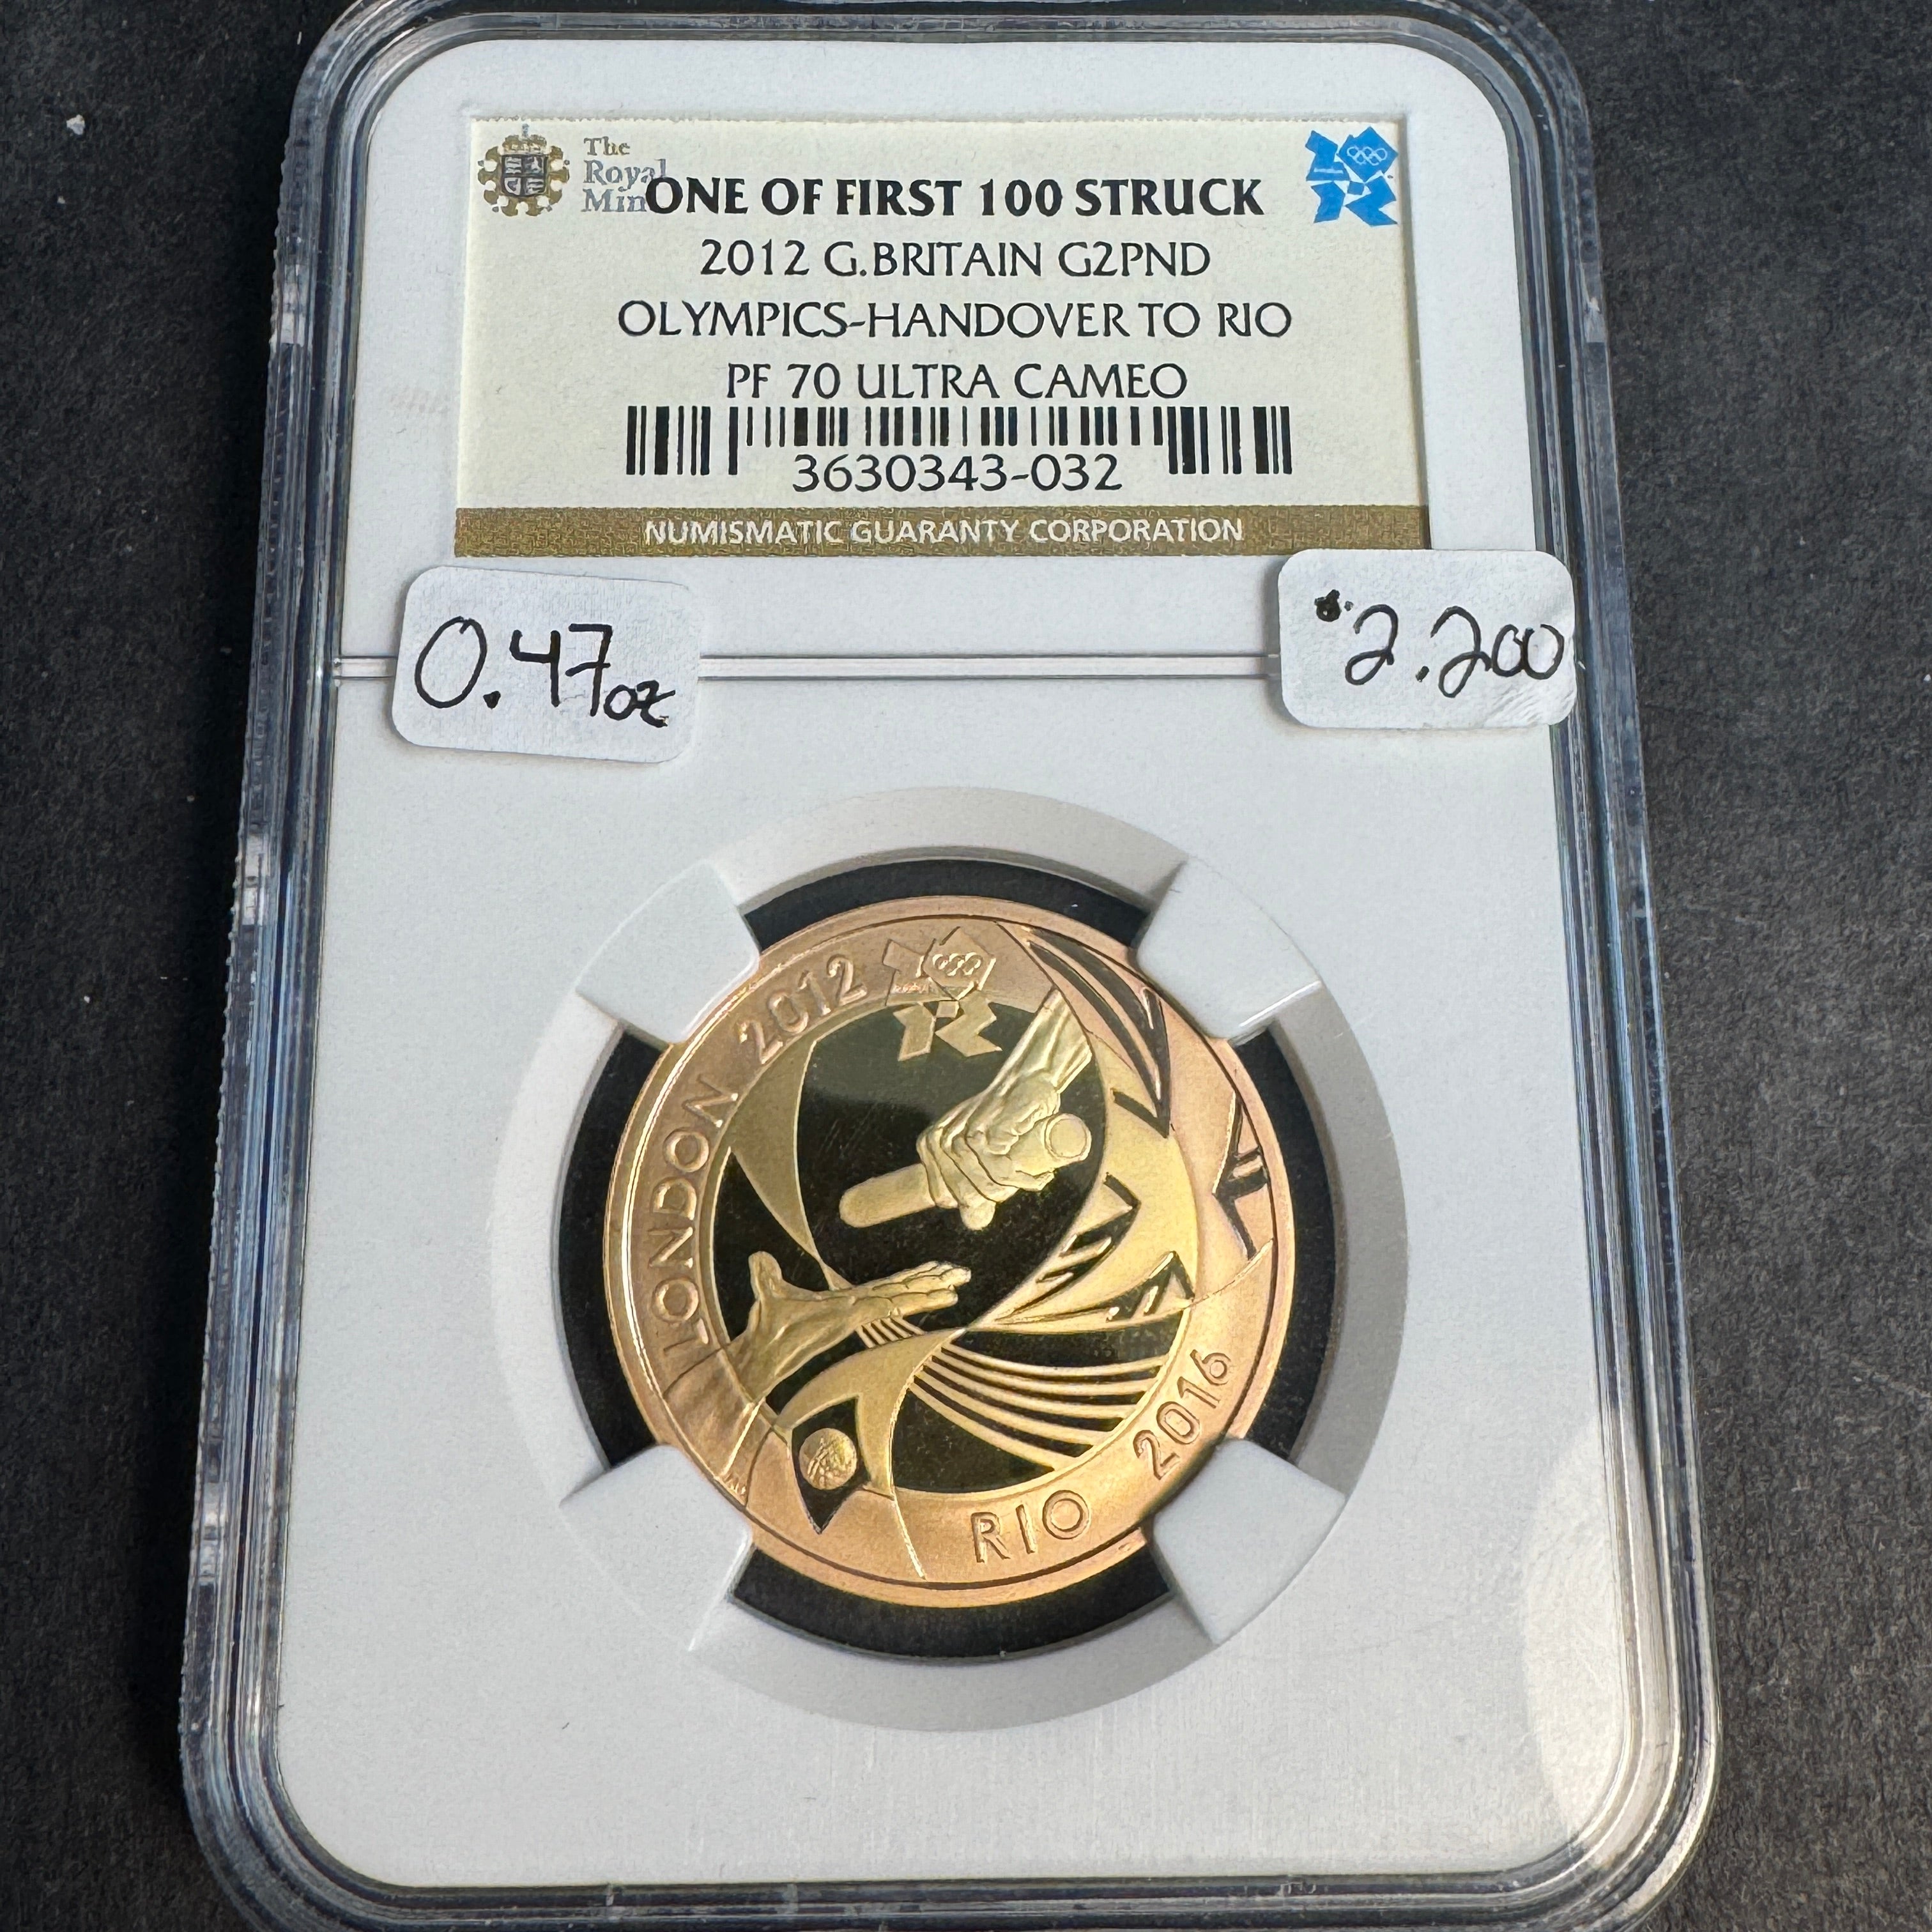 The
Royal
Min
ONE OF FIRST 100 STRUCK
2012 G.BRITAIN G2PND
OLYMPICS-HANDOVER TO RIO
PF 70 ULTRA CAMEO
3630343-032
NUMISMATIC GUARANTY CORPORATION
0.47oz
2.200
LONDON 2012
RIO 2016